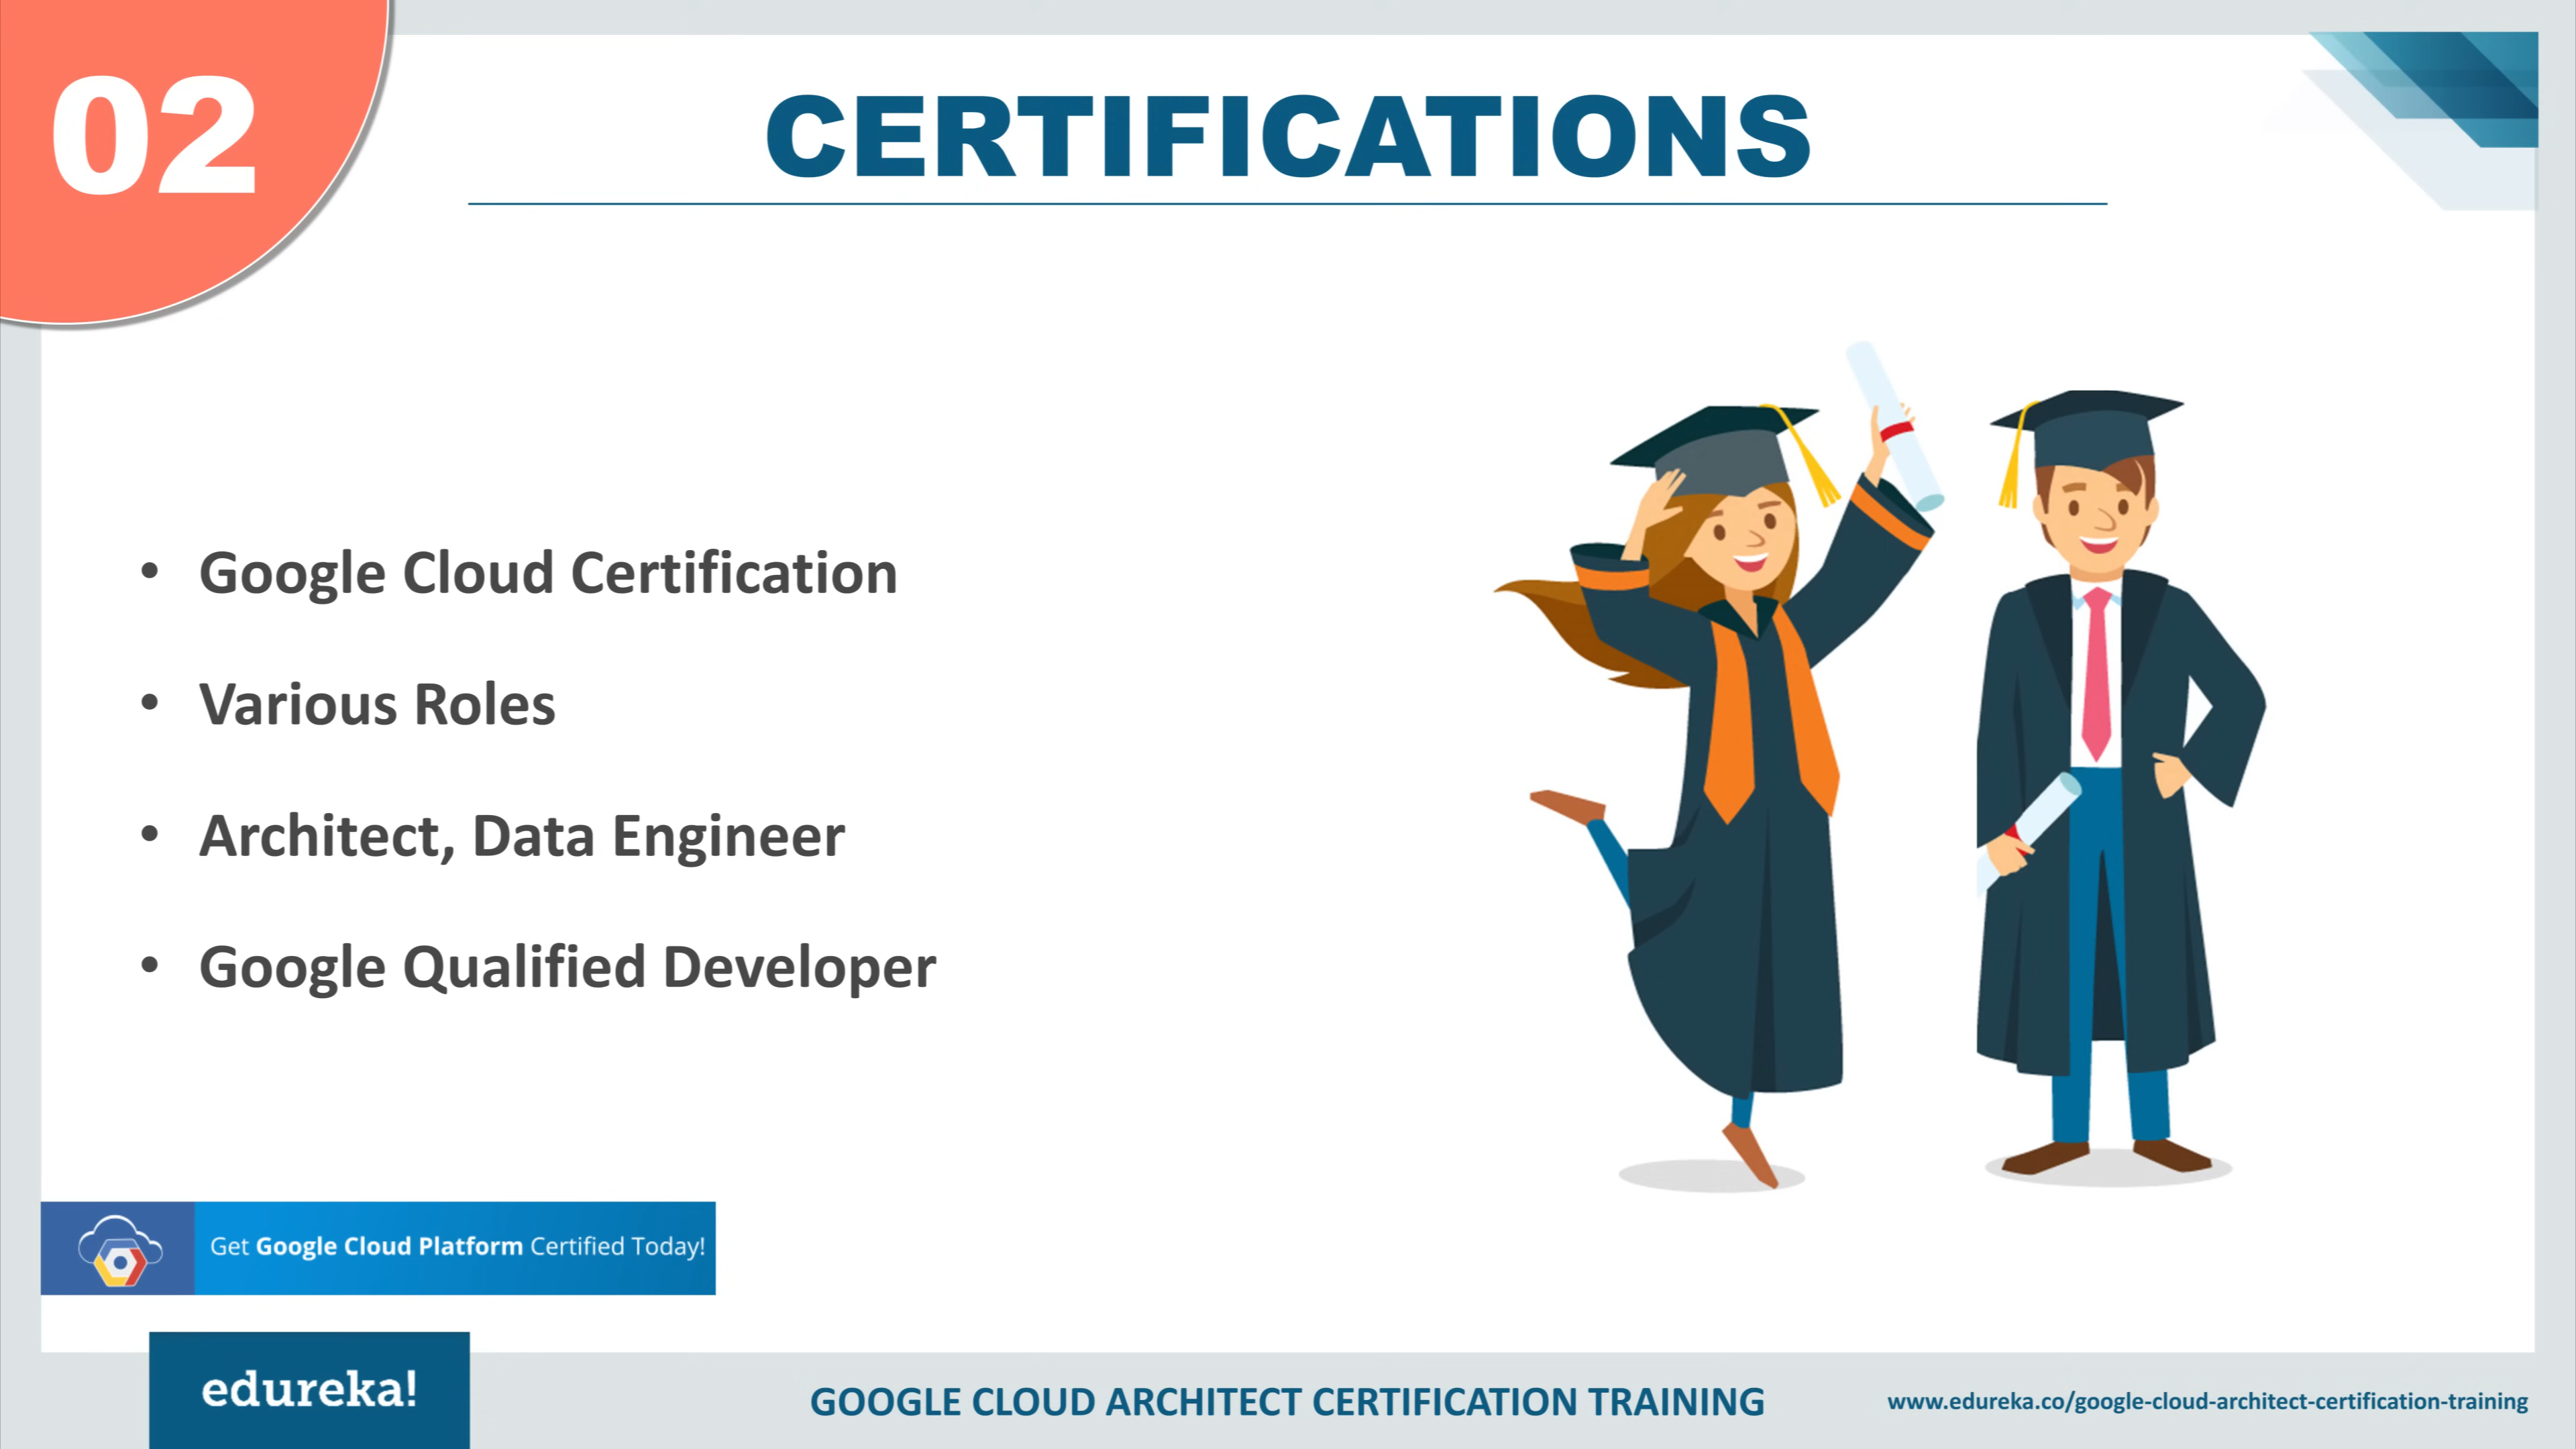 02
CERTIFICATIONS
• Google Cloud Certification
• Various Roles
• Architect, Data Engineer
• Google Qualified Developer
Get Google Cloud Platform Certified Today!
edureka!
GOOGLE CLOUD ARCHITECT CERTIFICATION TRAINING
www.edureka.co/google-cloud-architect-certification-training